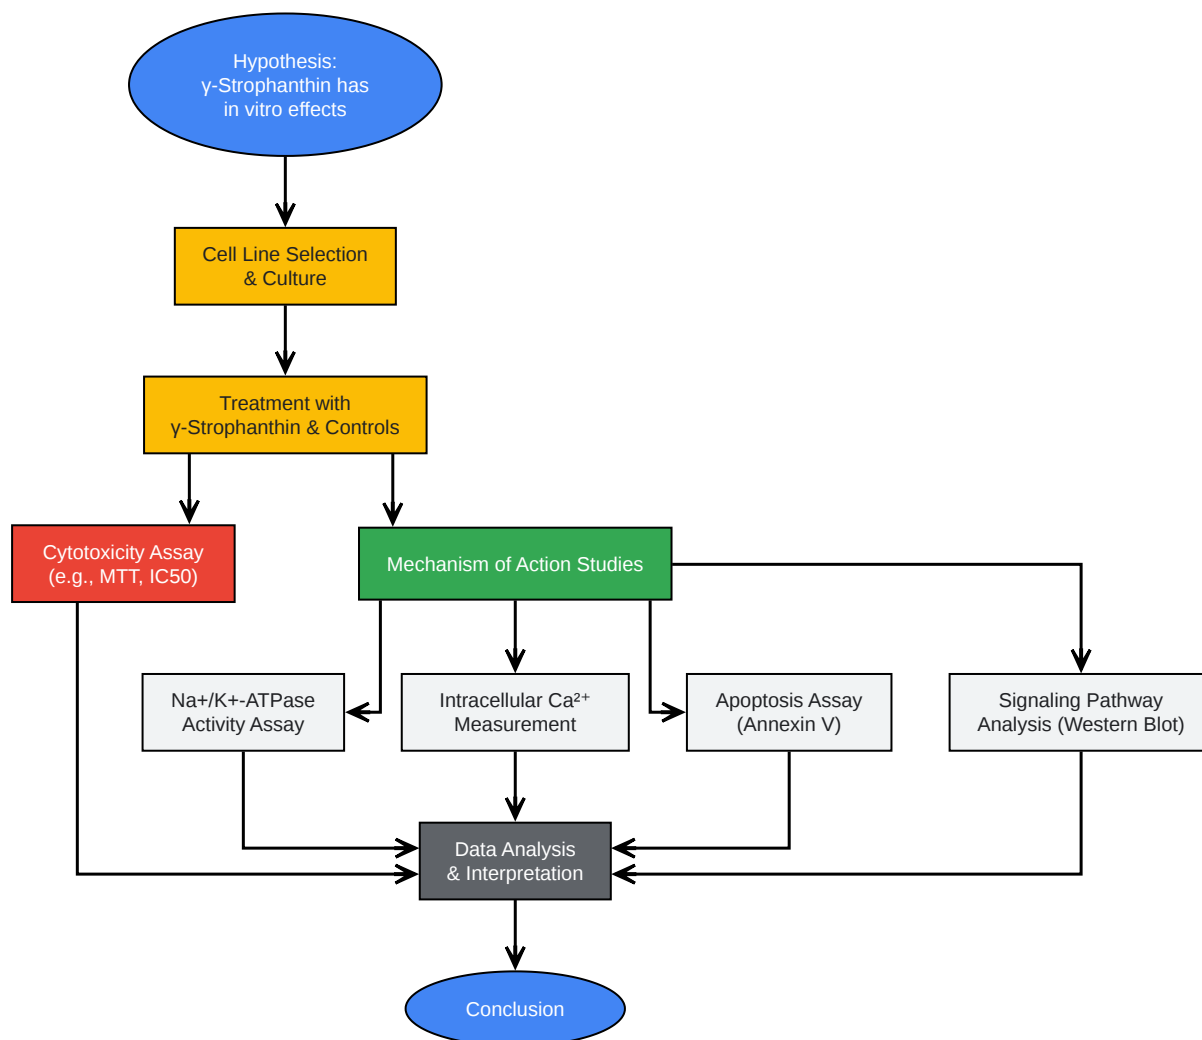 Hypothesis:
γ-Strophanthin has
in vitro effects
Cell Line Selection
& Culture
Treatment with
γ-Strophanthin & Controls
Cytotoxicity Assay
(e.g., MTT, IC50)
Mechanism of Action Studies
Na+/K+-ATPase
Activity Assay
Intracellular Ca²⁺
Measurement
Apoptosis Assay
(Annexin V)
Signaling Pathway
Analysis (Western Blot)
Data Analysis
& Interpretation
Conclusion